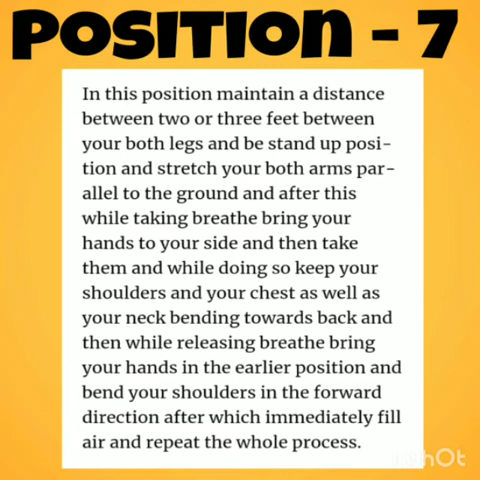 POSITION - 7
In this position maintain a distance
between two or three feet between
your both legs and be stand up posi-
tion and stretch your both arms par-
allel to the ground and after this
while taking breathe bring your
hands to your side and then take
them and while doing so keep your
shoulders and your chest as well as
your neck bending towards back and
then while releasing breathe bring
your hands in the earlier position and
bend your shoulders in the forward
direction after which immediately fill
air and repeat the whole process.